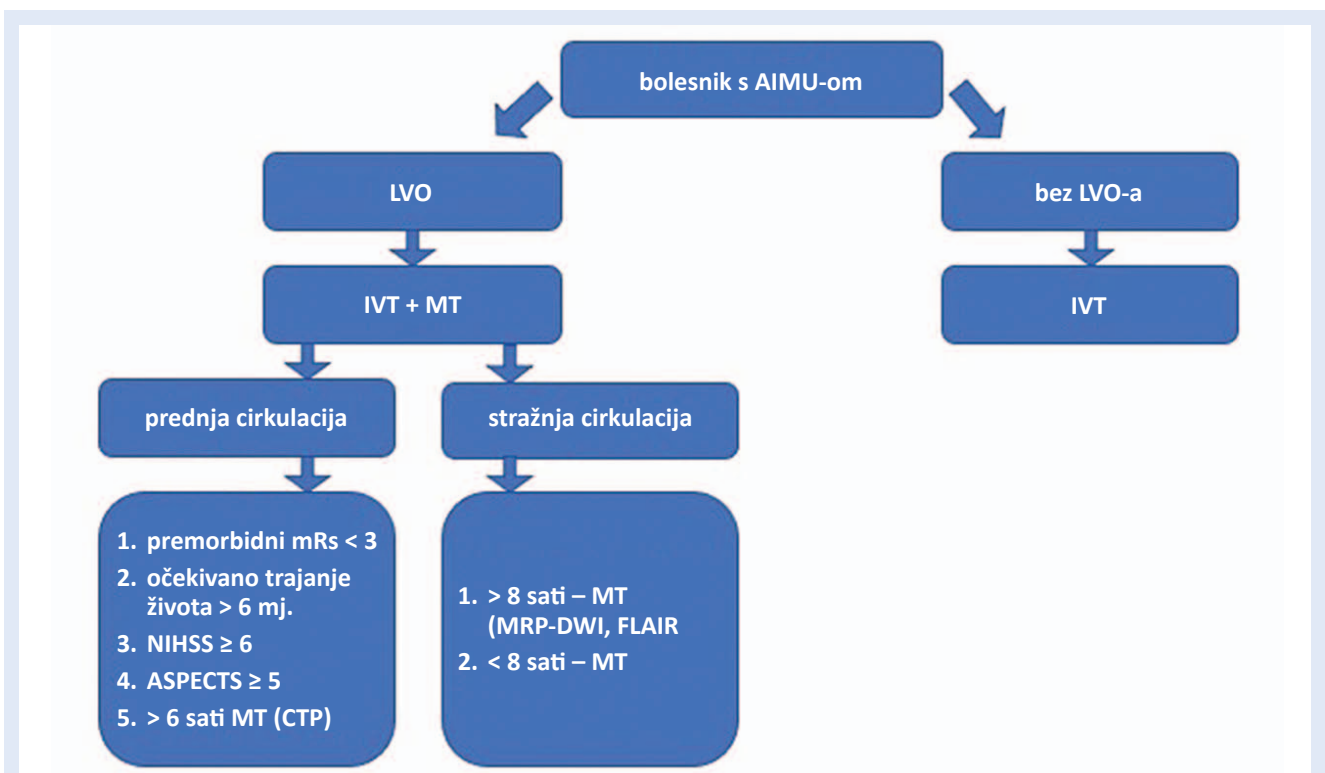 bolesnik s AIMU-om
LVO
bez LVO-a
IVT + MT
IVT
prednja cirkulacija
stražnja cirkulacija
1. premorbidni mRs < 3
2. očekivano trajanje
života > 6 mj.
3. NIHSS ≥ 6
4. ASPECTS ≥ 5
5. > 6 sati MT (CTP)
1. > 8 sati – MT
(MRP-DWI, FLAIR
2. < 8 sati – MT